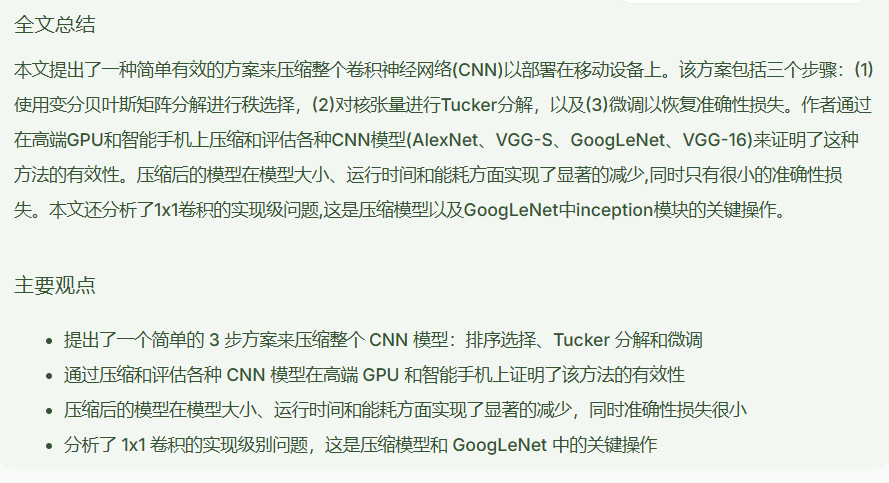 全文总结
本文提出了一种简单有效的方案来压缩整个卷积神经网络(CNN)以部署在移动设备上。该方案包括三个步骤：(1)
使用变分贝叶斯矩阵分解进行秩选择，(2)对核张量进行Tucker分解，以及(3)微调以恢复准确性损失。作者通过
在高端GPU和智能手机上压缩和评估各种CNN模型(AlexNet、VGG-S、GoogLeNet、VGG-16)来证明了这种
方法的有效性。压缩后的模型在模型大小、运行时间和能耗方面实现了显著的减少,同时只有很小的准确性损
失。本文还分析了1x1卷积的实现级问题,这是压缩模型以及GoogLeNet中inception模块的关键操作。
主要观点
• 提出了一个简单的 3 步方案来压缩整个 CNN 模型：排序选择、Tucker 分解和微调
• 通过压缩和评估各种 CNN 模型在高端 GPU 和智能手机上证明了该方法的有效性
• 压缩后的模型在模型大小、运行时间和能耗方面实现了显著的减少，同时准确性损失很小
• 分析了 1x1 卷积的实现级别问题，这是压缩模型和 GoogLeNet 中的关键操作